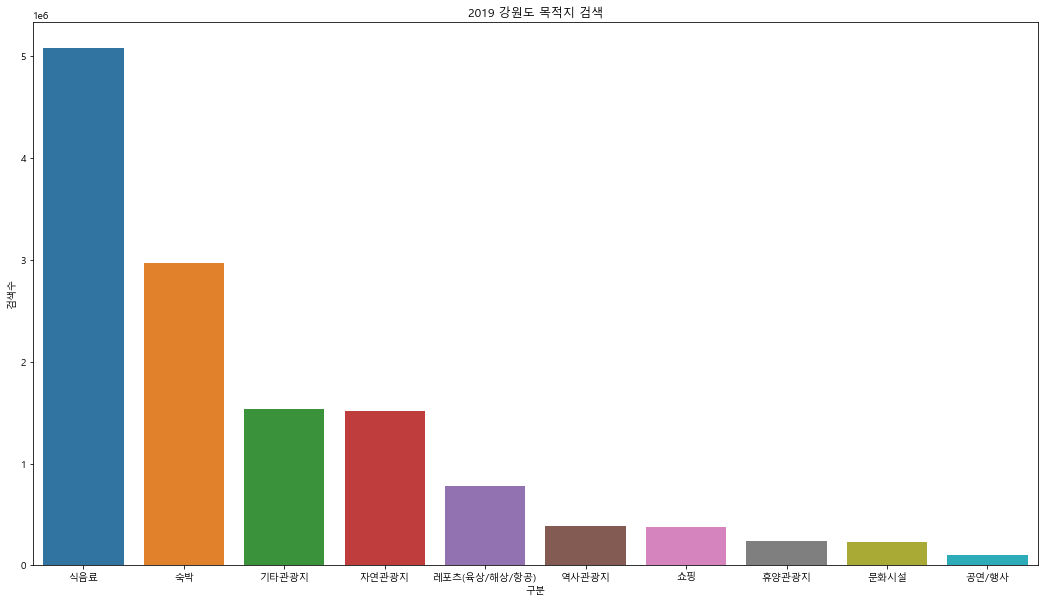 2019 강원도 목적지 검색
1e6
5
4
3
2
1
0
검색수
식음료 숙박 기타관광지 자연관광지 레포츠(육상/해상/항공) 역사관광지 쇼핑 휴양관광지 문화시설 공연/행사
구분